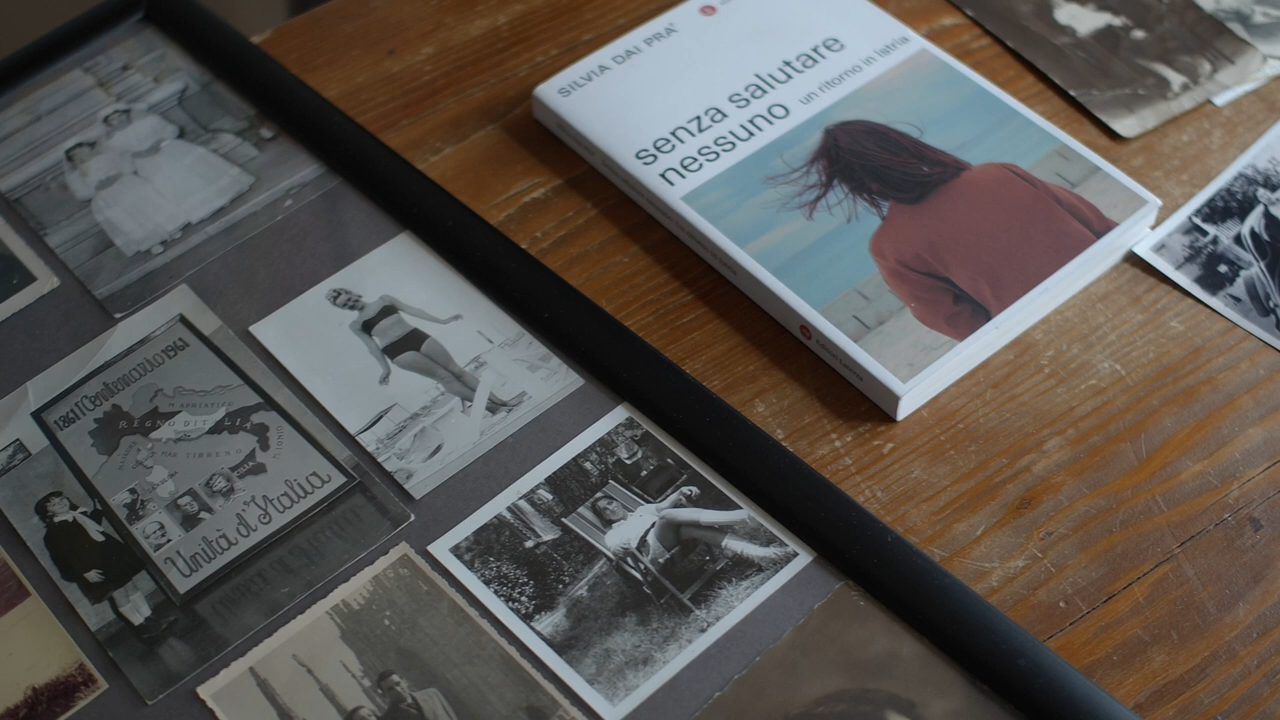 SILVIA DAI PRA'
senza salutare
nessuno
un ritorno in Istria
1861 I Centenario 1961
M. ADRIATICO
REGNO D'ITALIA
MAR TIRRENO
Unità d'Italia